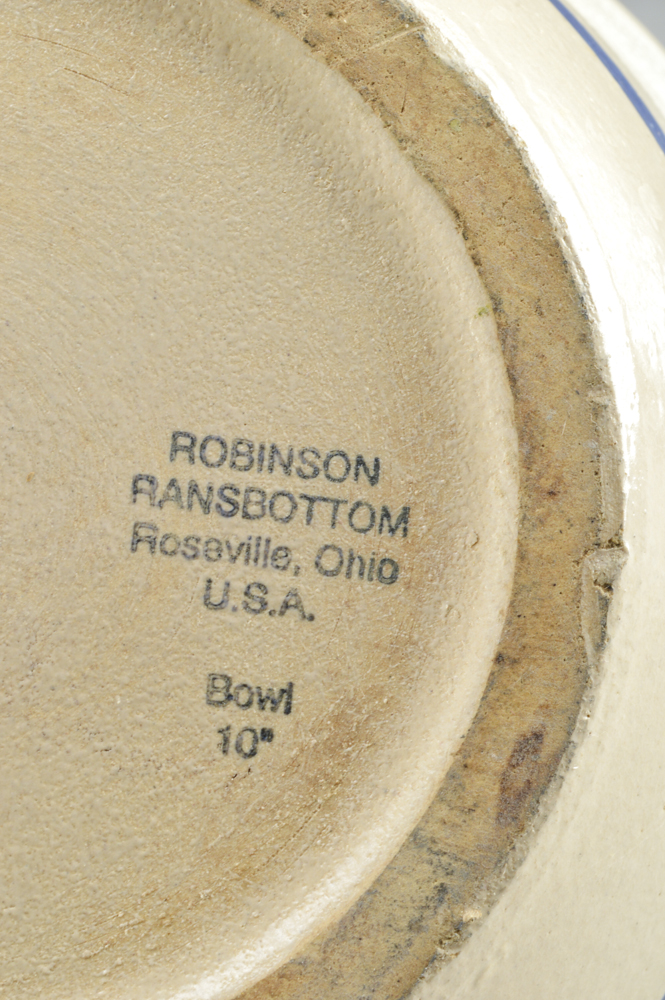 ROBINSON
RANSBOTTOM
Roseville, Ohio
U.S.A.
Bowl
10"